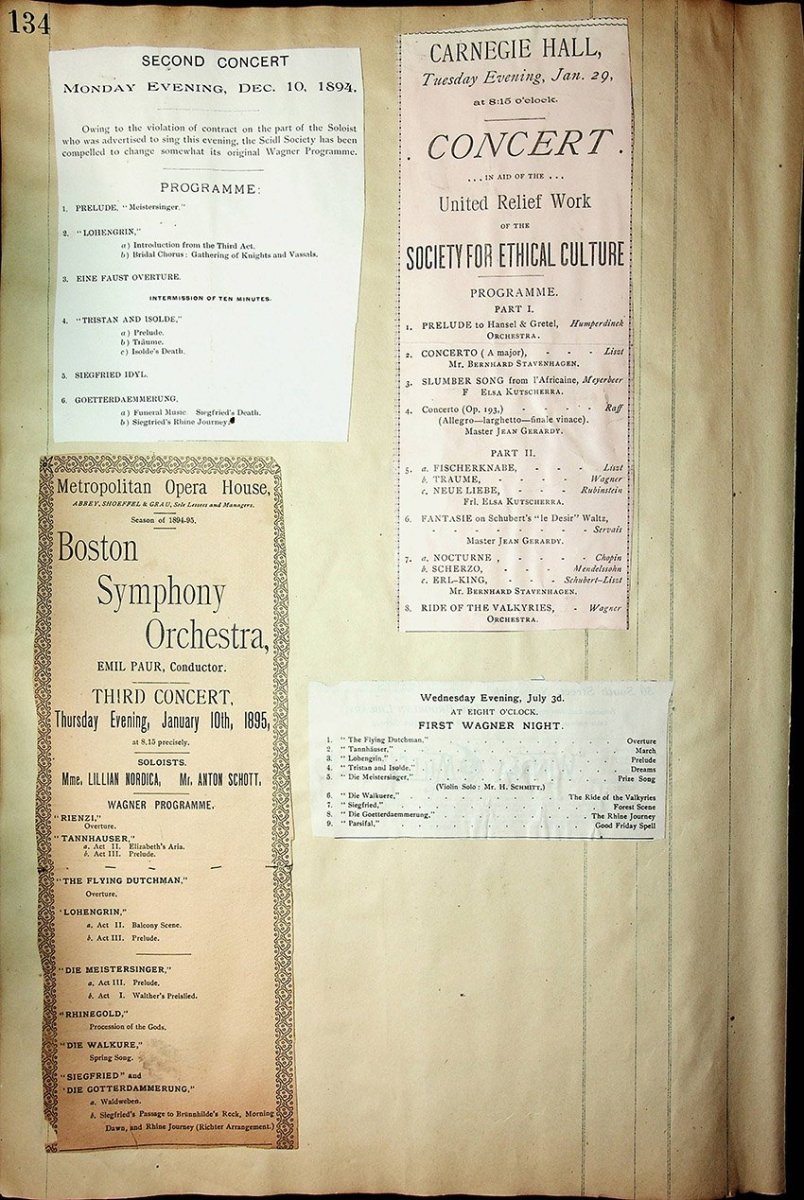 134
SECOND CONCERT
MONDAY EVENING, DEC. 10, 1894,
Owing to the violation of contract on the part of the Soloist
who was advertised to sing this evening, the Seidl Society has been
compelled to change somewhat its original Wagner Programme.
PROGRAMME:
1. PRELUDE, "Meistersinger."
2. "LOHENGRIN,"
a) Introduction from the Third Act.
b) Bridal Chorus: Gathering of Knights and Vassals.
3. EINE FAUST OVERTURE.
INTERMISSION OF TEN MINUTES.
4. "TRISTAN AND ISOLDE,"
a) Prelude.
b) Träume.
c) Isolde's Death.
5. SIEGFRIED IDYL.
6. GOETTERDAEMMERUNG.
a) Funeral Music Siegfried's Death.
b) Siegfried's Rhine Journey.
Metropolitan Opera House,
ABBEY, SHOEFFEL & GRAU, Sole Lessees and Managers.
Season of 1894-95.
Boston
Symphony
Orchestra,
EMIL PAUR, Conductor.
THIRD CONCERT,
Thursday Evening, January 10th, 1895,
at 8.15 precisely.
SOLOISTS.
Mme. LILLIAN NORDICA, Mr. ANTON SCHOTT,
WAGNER PROGRAMME.
"RIENZI,"
Overture.
"TANNHAUSER,"
a. Act II. Elizabeth's Aria.
b. Act III. Prelude.
"THE FLYING DUTCHMAN,"
Overture.
'LOHENGRIN,"
a. Act II. Balcony Scene.
b. Act III. Prelude.
"DIE MEISTERSINGER,"
a. Act III. Prelude.
b. Act I. Walther's Preislied.
"RHINEGOLD,"
Procession of the Gods.
"DIE WALKURE,"
Spring Song.
"SIEGFRIED" and
'DIE GOTTERDAMMERUNG,"
a. Waldweben.
b. Siegfried's Passage to Brünnhilde's Rock, Morning
Dawn, and Rhine Journey (Richter Arrangement.)
CARNEGIE HALL,
Tuesday Evening, Jan. 29,
at 8:15 o'clock.
. CONCERT .
... IN AID OF THE ...
United Relief Work
OF THE
SOCIETY FOR ETHICAL CULTURE
PROGRAMME.
PART I.
1. PRELUDE to Hansel & Gretel, Humperdinck
ORCHESTRA.
2. CONCERTO ( A major), - - - Liszt
Mr. BERNHARD STAVENHAGEN.
3. SLUMBER SONG from l'Africaine, Meyerbeer
F ELSA KUTSCHERRA.
4. Concerto (Op. 193,) - - - - - Raff
(Allegro—larghetto—finale vinace).
Master JEAN GERARDY.
PART II.
5. a. FISCHERKNABE, - - - Liszt
b. TRAUME, - - - - - Wagner
c. NEUE LIEBE, - - - - Rubinstein
Frl. ELSA KUTSCHERRA.
6. FANTASIE on Schubert's "le Desir" Waltz,
- - - - - - - Servais
Master JEAN GERARDY.
7. a. NOCTURNE , - - - - Chopin
b. SCHERZO, - - - Mendelssohn
c. ERL-KING, - - - Schubert-Liszt
Mr. BERNHARD STAVENHAGEN.
8. RIDE OF THE VALKYRIES, - Wagner
ORCHESTRA.
Wednesday Evening, July 3d.
AT EIGHT O'CLOCK.
FIRST WAGNER NIGHT.
1. "The Flying Dutchman," . . . . Overture
2. "Tannhäuser," . . . . March
3. "Lohengrin," . . . . Prelude
4. "Tristan and Isolde," . . . . Dreams
5. "Die Meistersinger," . . . . Prize Song
(Violin Solo: Mr. H. SCHMITT.)
6. "Die Walkuere," . . . . The Ride of the Valkyries
7. "Siegfried," . . . . Forest Scene
8. "Die Goetterdaemmerung," . . . . The Rhine Journey
9. "Parsifal," . . . . Good Friday Spell